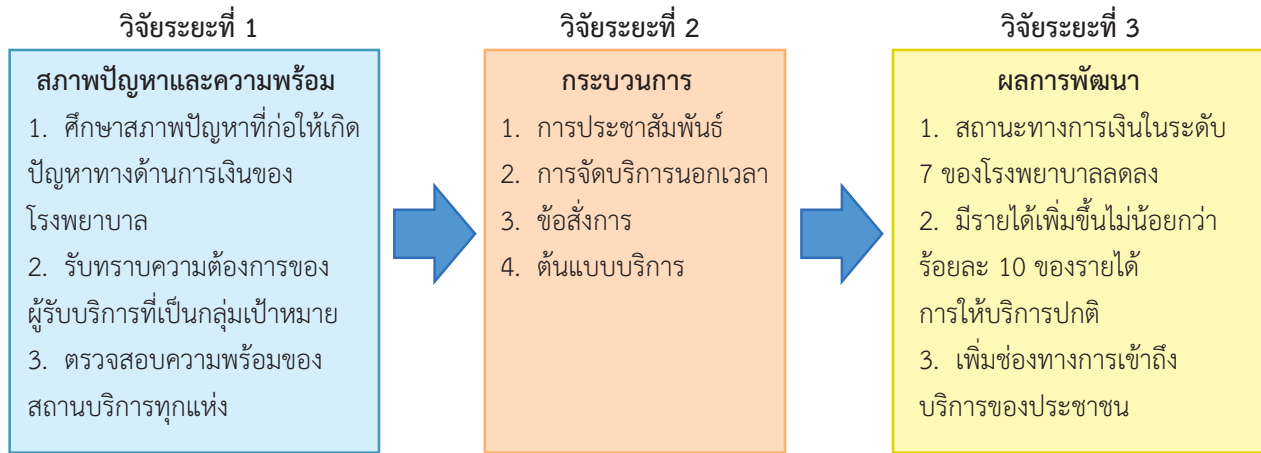 วิจัยระยะที่ 1
สภาพปัญหาและความพร้อม
1. ศึกษาสภาพปัญหาที่ก่อให้เกิด
ปัญหาทางด้านการเงินของ
โรงพยาบาล
2. รับทราบความต้องการของ
ผู้รับบริการที่เป็นกลุ่มเป้าหมาย
3. ตรวจสอบความพร้อมของ
สถานบริการทุกแห่ง
วิจัยระยะที่ 2
กระบวนการ
1. การประชาสัมพันธ์
2. การจัดบริการนอกเวลา
3. ข้อสั่งการ
4. ต้นแบบบริการ
วิจัยระยะที่ 3
ผลการพัฒนา
1. สถานะทางการเงินในระดับ
7 ของโรงพยาบาลลดลง
2. มีรายได้เพิ่มขึ้นไม่น้อยกว่า
ร้อยละ 10 ของรายได้
การให้บริการปกติ
3. เพิ่มช่องทางการเข้าถึง
บริการของประชาชน